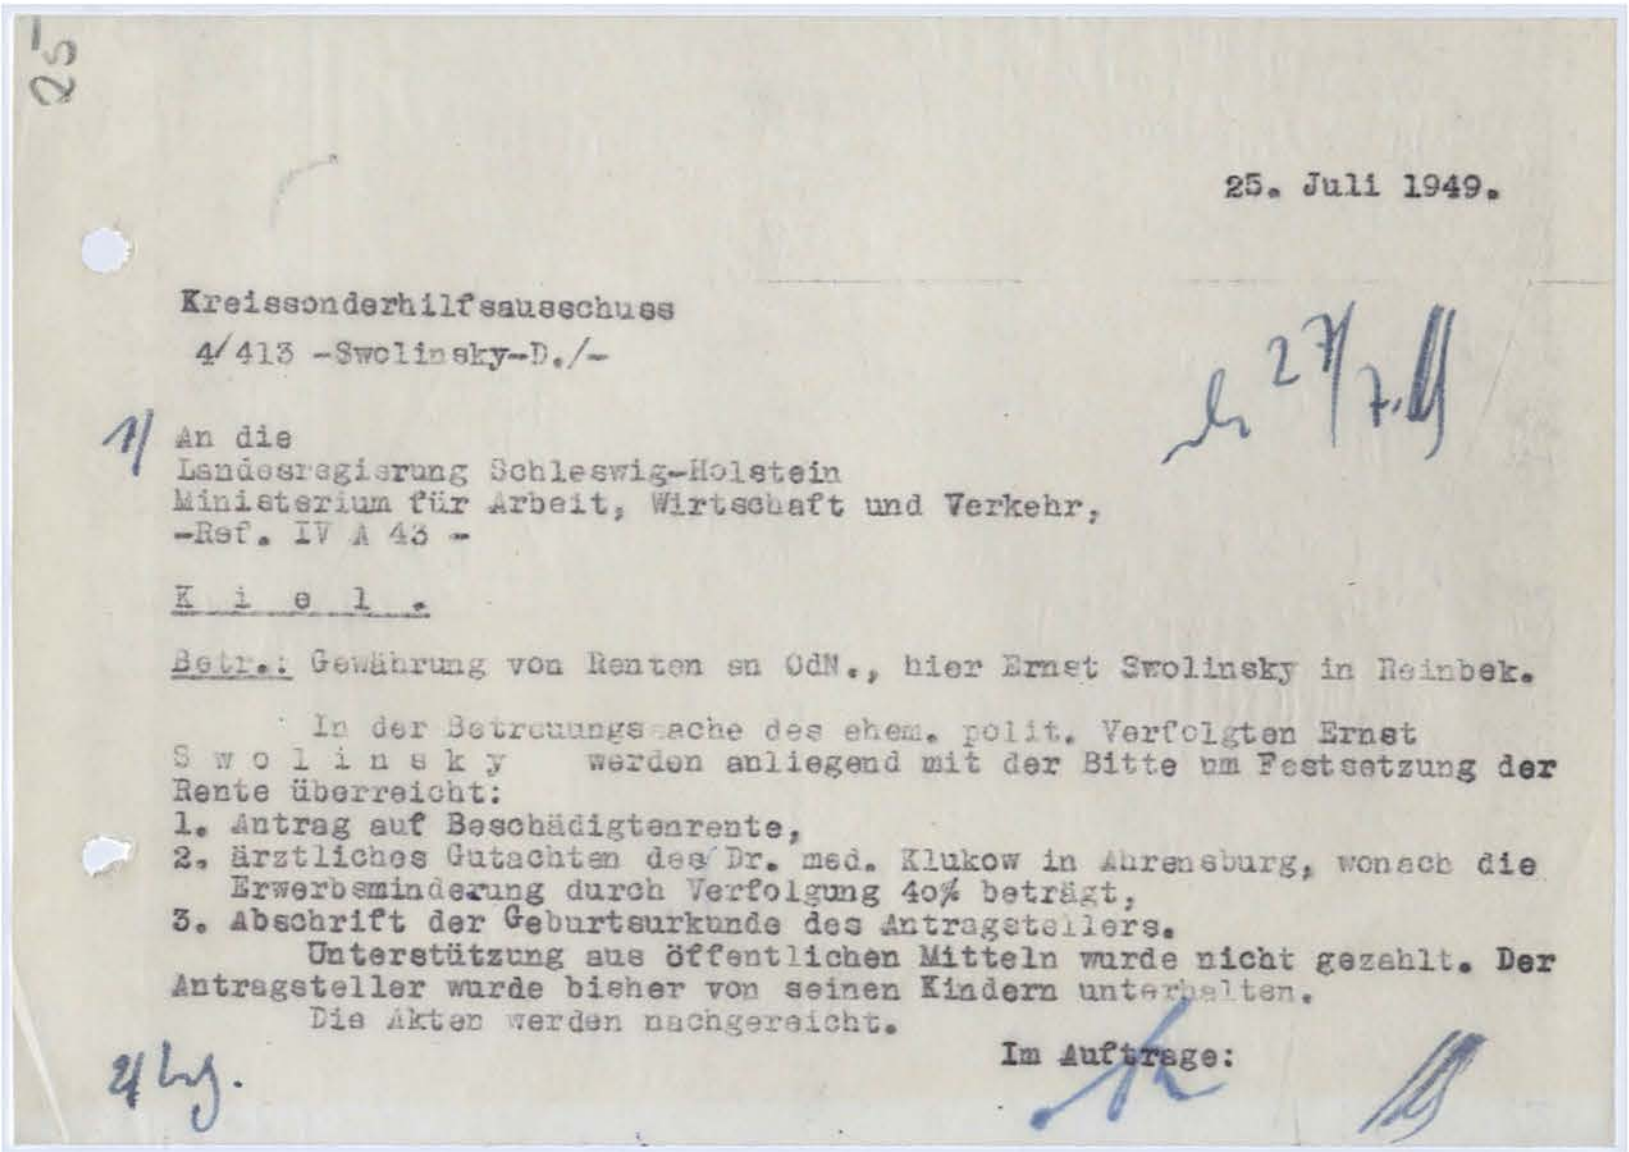 25
25. Juli 1949.
Kreissonderhilfsausschuss
4/413 -Swolinsky-D./-
27/7.
1/ An die
Landesregierung Schleswig-Holstein
Ministerium für Arbeit, Wirtschaft und Verkehr,
-Ref. IV A 43 -
K i e l .
Betr.: Gewährung von Renten an OdN., hier Ernst Swolinsky in Reinbek.
In der Betreuungssache des ehem. polit. Verfolgten Ernst
S w o l i n s k y werden anliegend mit der Bitte um Festsetzung der
Rente überreicht:
1. Antrag auf Beschädigtenrente,
2. ärztliches Gutachten des Dr. med. Klukow in Ahrensburg, wonach die
Erwerbsminderung durch Verfolgung 40% beträgt,
3. Abschrift der Geburtsurkunde des Antragstellers.
Unterstützung aus öffentlichen Mitteln wurde nicht gezahlt. Der
Antragsteller wurde bisher von seinen Kindern unterhalten.
Die Akten werden nachgereicht.
Im Auftrage:
2/